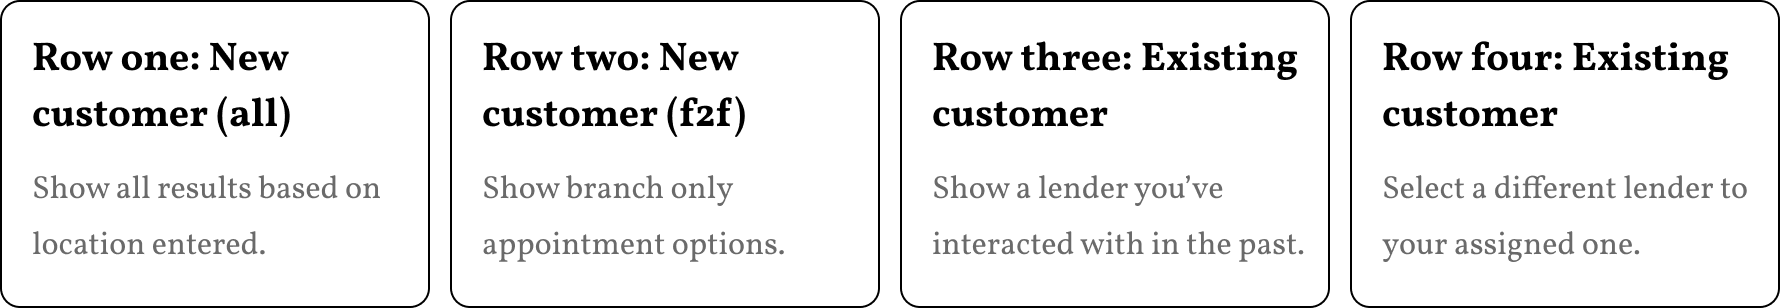 Row one: New
customer (all)
Show all results based on
location entered.
Row two: New
customer (f2f)
Show branch only
appointment options.
Row three: Existing
customer
Show a lender you’ve
interacted with in the past.
Row four: Existing
customer
Select a different lender to
your assigned one.